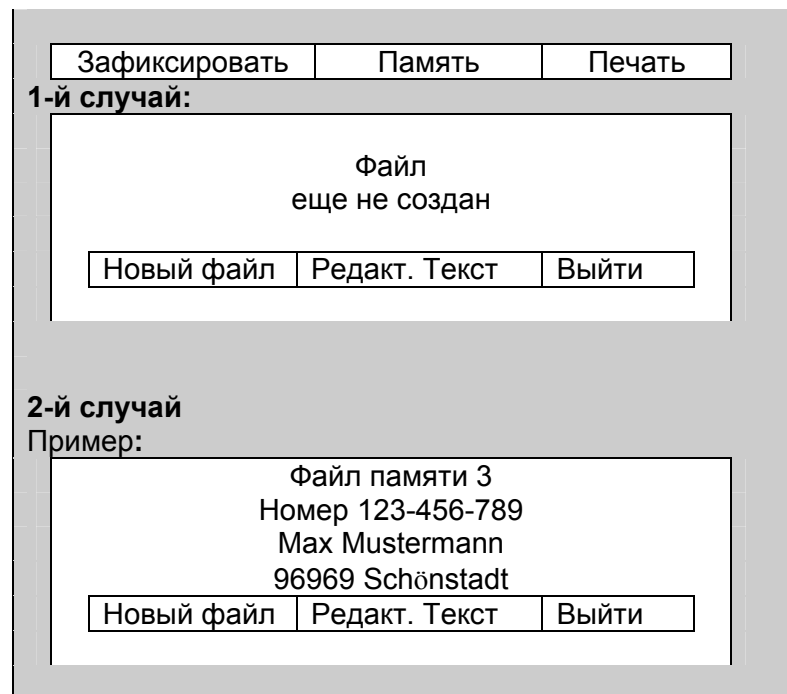 Зафиксировать Память Печать
1-й случай:
Файл
еще не создан
Новый файл Редакт. Текст Выйти
2-й случай
Пример:
Файл памяти 3
Номер 123-456-789
Max Mustermann
96969 Schönstadt
Новый файл Редакт. Текст Выйти